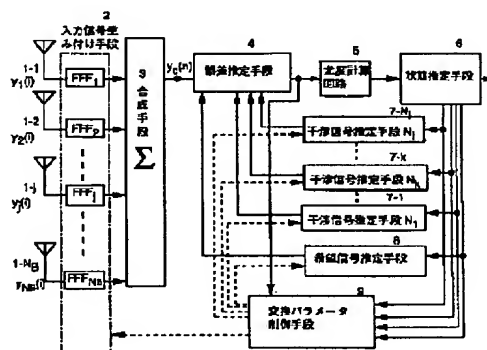 2
入力信号重
み付け手段
1-1
y1(i)
FFF1
1-2
y2(i)
FFF2
1-j
yj(i)
FFFj
1-NB
yNB(i)
FFFNB
3
合成手段
Σ
yc(n)
4
誤差推定手段
5
尤度計算
回路
6
状態推定手段
7-NI
干渉信号推定手段 NI
7-k
干渉信号推定手段 Nk
7-1
干渉信号推定手段 N1
8
希望信号推定手段
9
変換パラメータ
制御手段